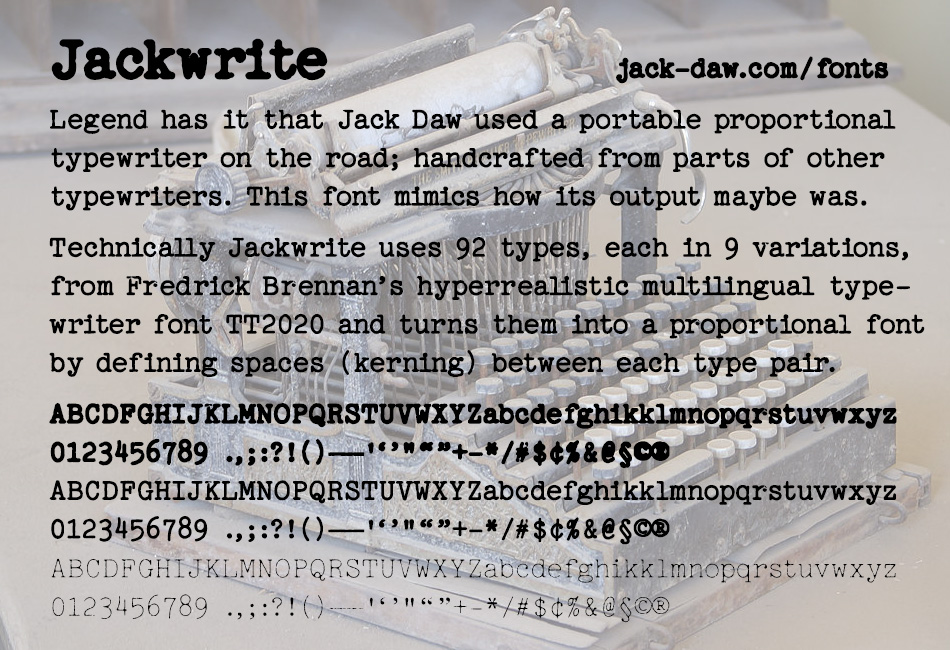 Jackwrite
jack-daw.com/fonts
Legend has it that Jack Daw used a portable proportional
typewriter on the road; handcrafted from parts of other
typewriters. This font mimics how its output maybe was.
Technically Jackwrite uses 92 types, each in 9 variations,
from Fredrick Brennan’s hyperrealistic multilingual type-
writer font TT2020 and turns them into a proportional font
by defining spaces (kerning) between each type pair.
ABCDFGHIJKLMNOPQRSTUVWXYZabcdefghikklmnopqrstuvwxyz
0123456789 .,;:?!()—–'‘’"“”+-*/#$¢%&@§©®
ABCDFGHIJKLMNOPQRSTUVWXYZabcdefghikklmnopqrstuvwxyz
0123456789 .,;:?!()—–'‘’"“”+-*/#$¢%&@§©®
ABCDFGHIJKLMNOPQRSTUVWXYZabcdefghikklmnopqrstuvwxyz
0123456789 .,;:?!()—–'‘’"“”+-*/#$¢%&@§©®